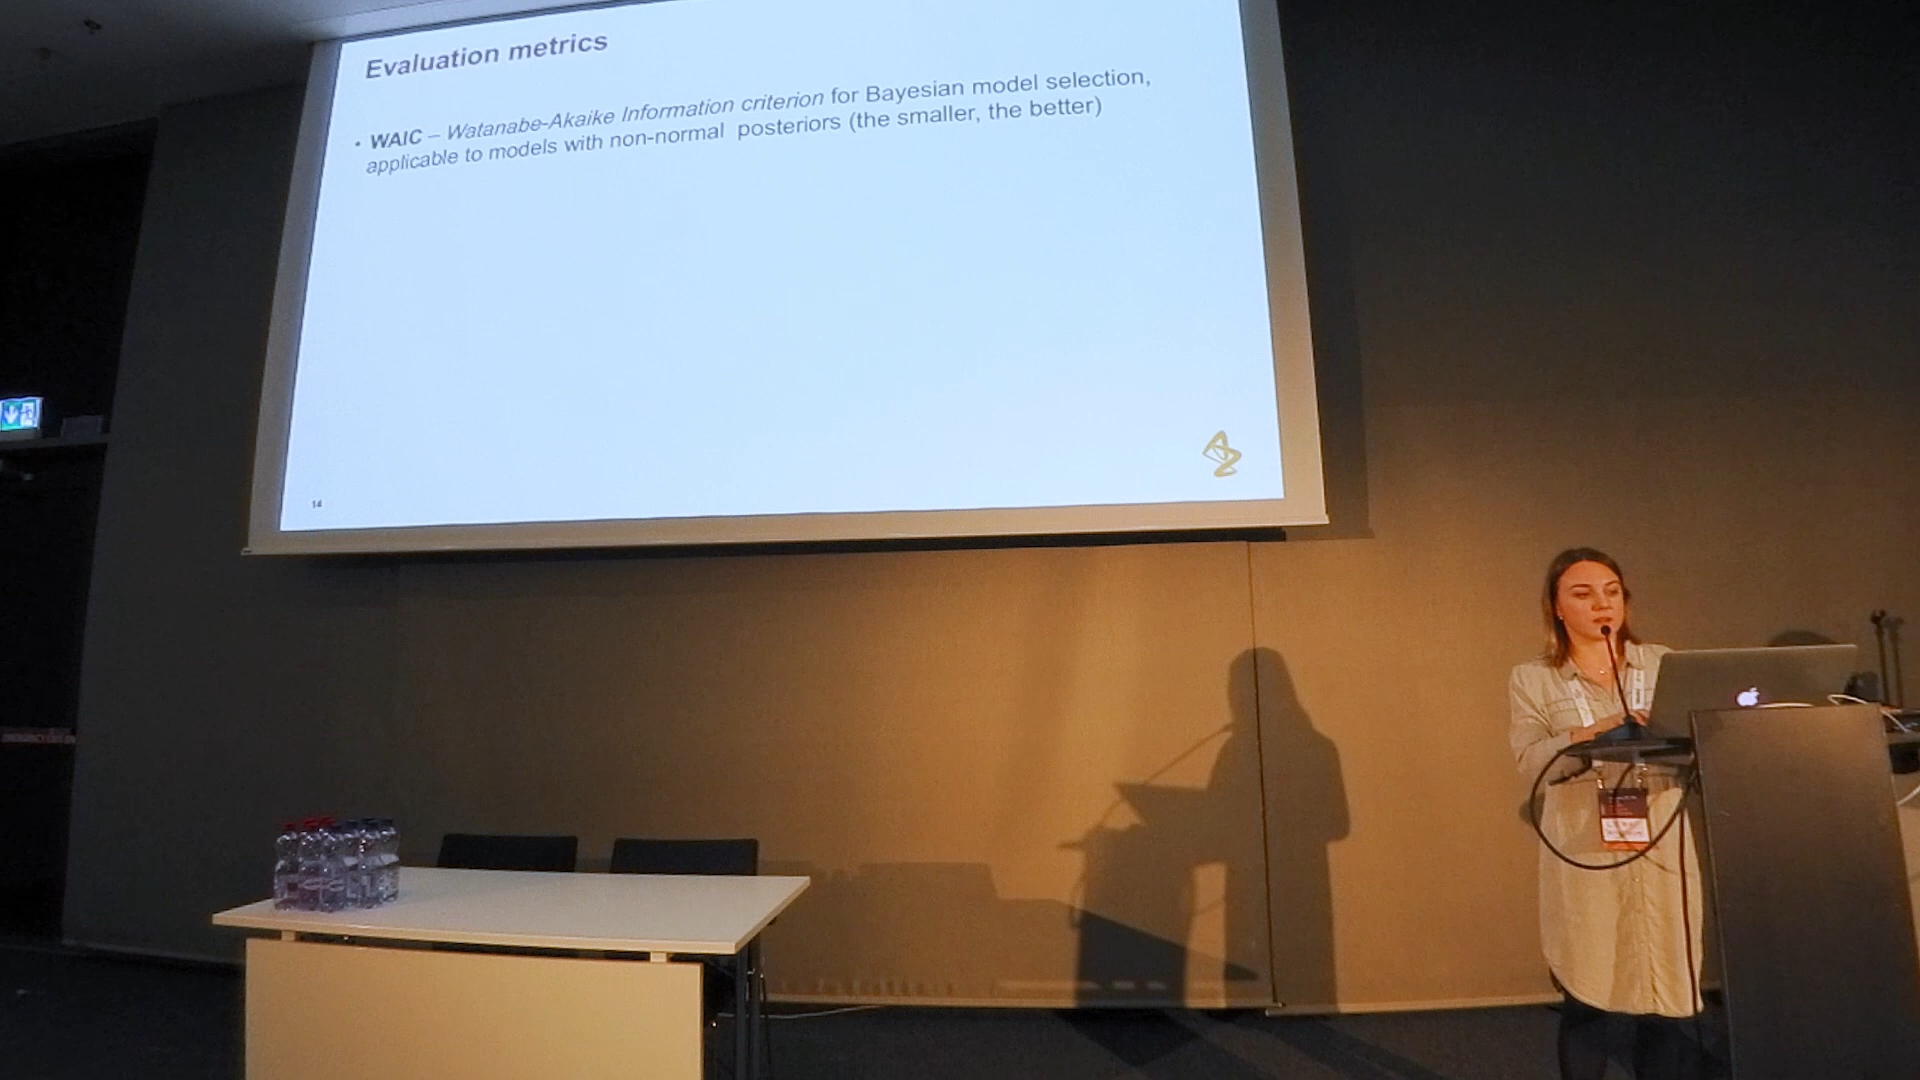 Evaluation metrics
• WAIC – Watanabe-Akaike Information criterion for Bayesian model selection,
applicable to models with non-normal posteriors (the smaller, the better)
14